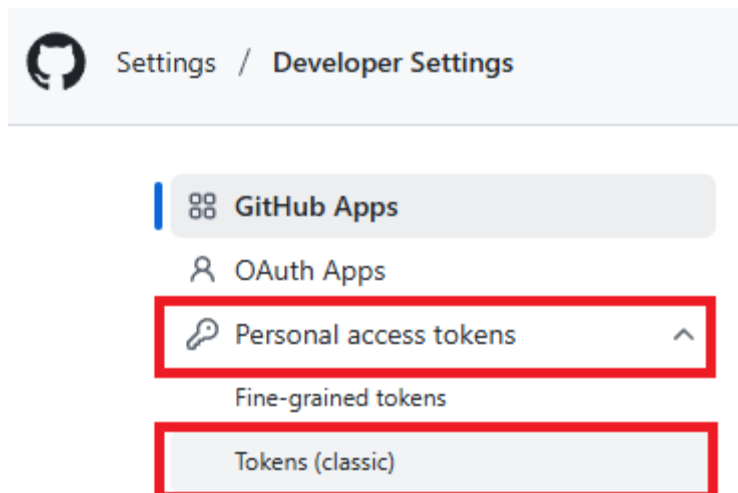 Settings / Developer Settings
GitHub Apps
OAuth Apps
Personal access tokens
Fine-grained tokens
Tokens (classic)